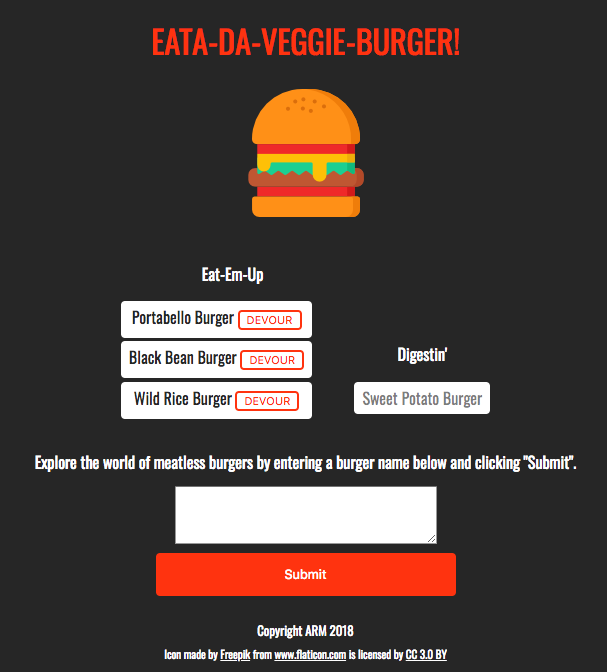 EATA-DA-VEGGIE-BURGER!
Eat-Em-Up
Portabello Burger DEVOUR
Black Bean Burger DEVOUR
Wild Rice Burger DEVOUR
Digestin'
Sweet Potato Burger
Explore the world of meatless burgers by entering a burger name below and clicking "Submit".
Submit
Copyright ARM 2018
Icon made by Freepik from www.flaticon.com is licensed by CC 3.0 BY